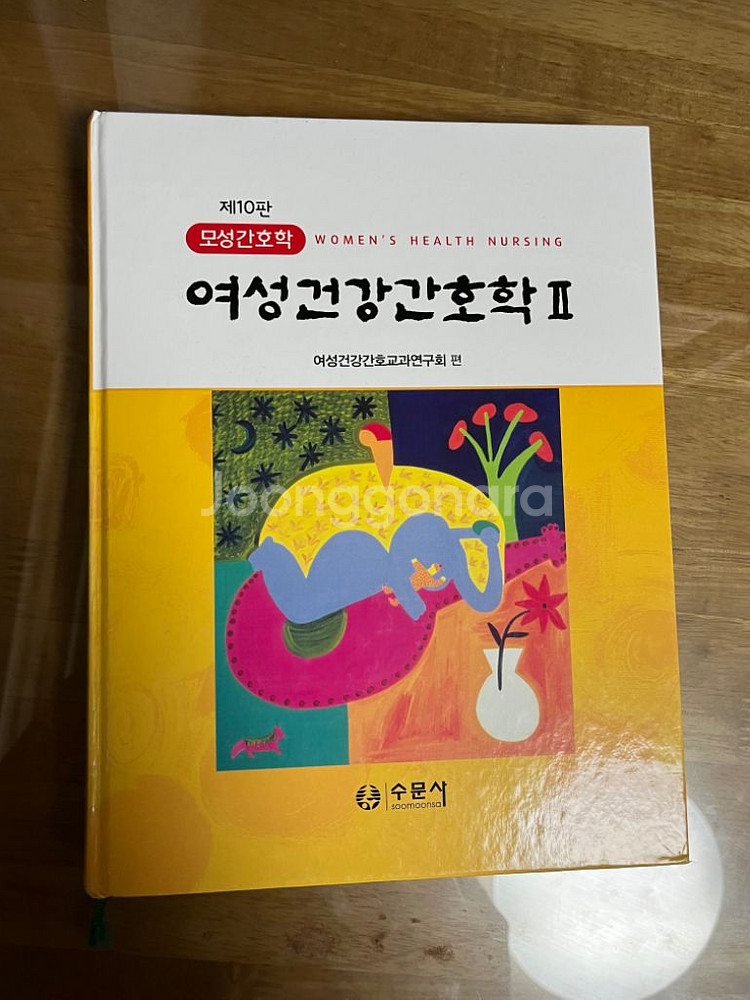 제10판
모성간호학 WOMEN'S HEALTH NURSING
여성건강간호학 II
여성건강간호교과연구회 편
Joonggonara
수문사
soomoonsa